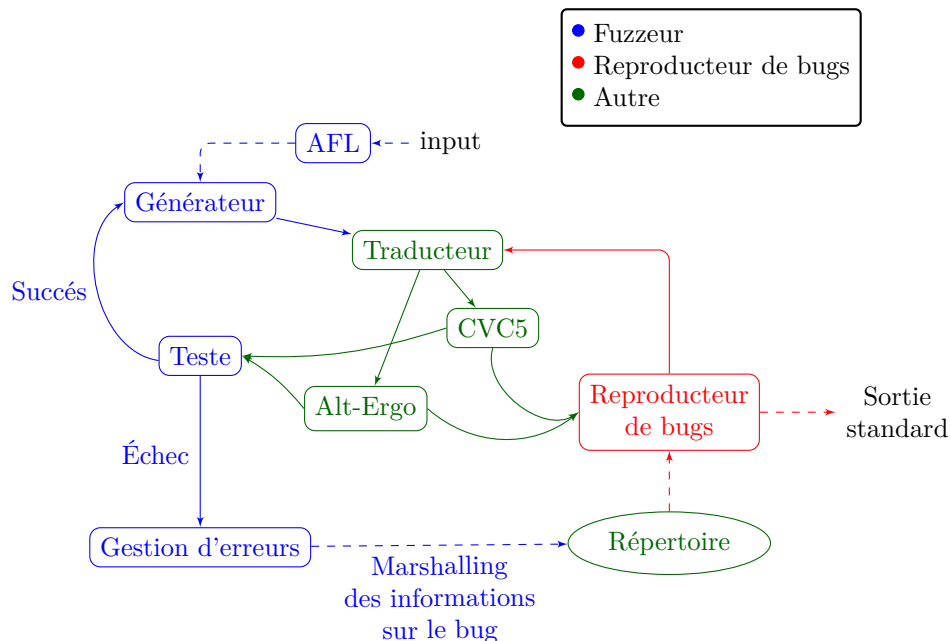 Fuzzeur
Reproducteur de bugs
Autre
AFL
input
Générateur
Traducteur
Succés
CVC5
Teste
Alt-Ergo
Reproducteur
de bugs
Sortie
standard
Échec
Gestion d'erreurs
Répertoire
Marshalling
des informations
sur le bug